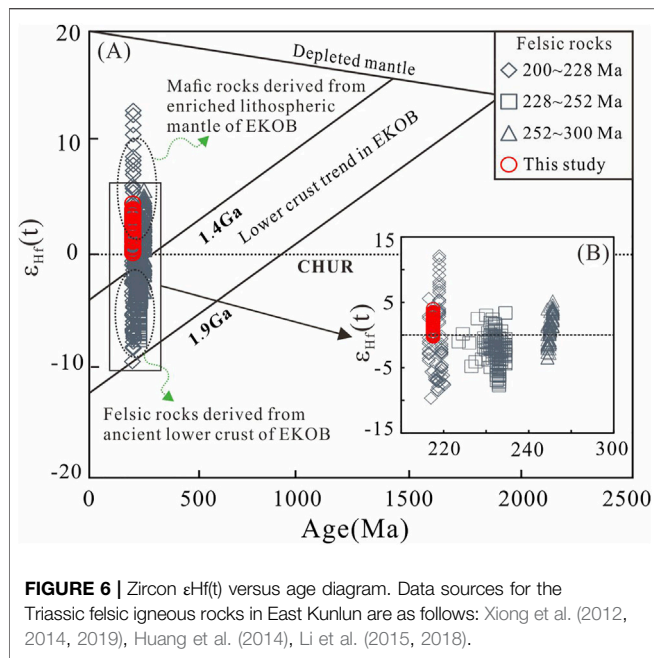 20
(A)
Depleted mantle
Felsic rocks
200~228 Ma
228~252 Ma
252~300 Ma
This study
Mafic rocks derived from
enriched lithospheric
mantle of EKOB
10
Lower crust trend in EKOB
1.4Ga
εHf(t)
0
CHUR
1.9Ga
-10
Felsic rocks derived from
ancient lower crust of EKOB
-20
0
500
1000
1500
2000
2500
Age(Ma)
(B)
15
5
εHf(t)
-5
-15
220
240
300
FIGURE 6 | Zircon εHf(t) versus age diagram. Data sources for the
Triassic felsic igneous rocks in East Kunlun are as follows: Xiong et al. (2012,
2014, 2019), Huang et al. (2014), Li et al. (2015, 2018).